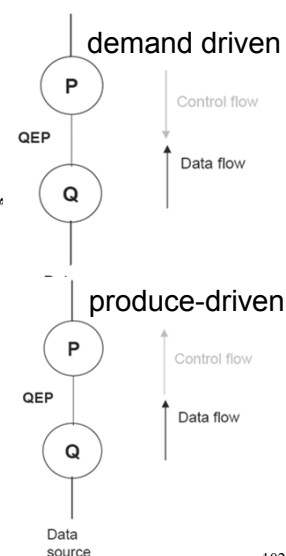 demand driven
P
Control flow
QEP
Data flow
Q
produce-driven
P
Control flow
QEP
Data flow
Q
Data
source